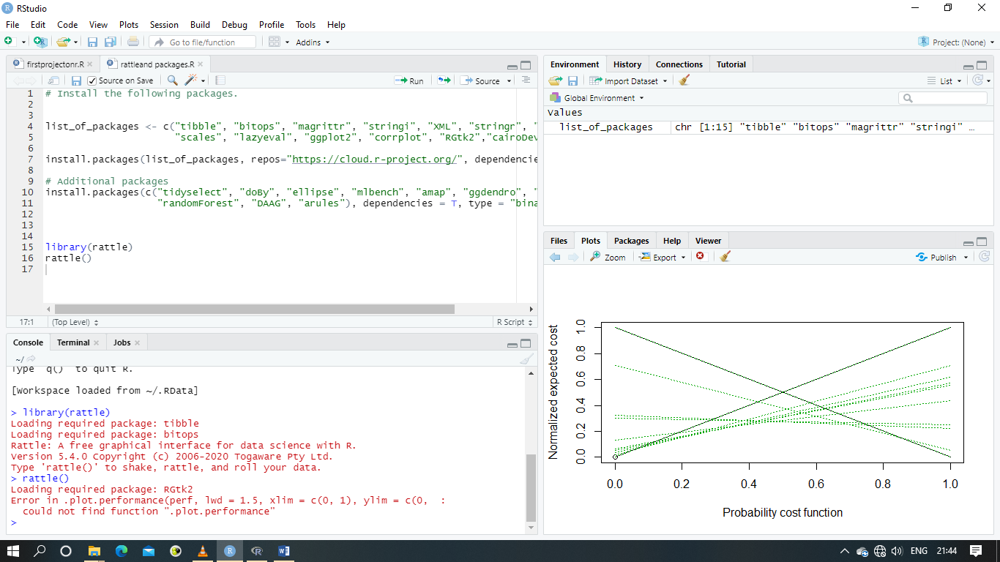 RStudio
File Edit Code View Plots Session Build Debug Profile Tools Help
Go to file/function Addins Project: (None)
firstprojectonr.R rattleand packages.R
Source on Save Run Source
1 # Install the following packages.
2
3
4 list_of_packages <- c("tibble", "bitops", "magrittr", "stringi", "XML", "stringr", "
5 "scales", "lazyeval", "ggplot2", "corrplot", "RGtk2","cairoDev
6
7 install.packages(list_of_packages, repos="https://cloud.r-project.org/", dependencie
8
9 # Additional packages
10 install.packages(c("tidyselect", "doBy", "ellipse", "mlbench", "amap", "ggdendro", "
11 "randomForest", "DAAG", "arules"), dependencies = T, type = "bina
12
13
14
15 library(rattle)
16 rattle()
17
17:1 (Top Level) R Script
Console Terminal Jobs
~/
Type 'q()' to quit R.
[Workspace loaded from ~/.RData]
> library(rattle)
Loading required package: tibble
Loading required package: bitops
Rattle: A free graphical interface for data science with R.
Version 5.4.0 Copyright (c) 2006-2020 Togaware Pty Ltd.
Type 'rattle()' to shake, rattle, and roll your data.
> rattle()
Loading required package: RGtk2
Error in .plot.performance(perf, lwd = 1.5, xlim = c(0, 1), ylim = c(0, :
could not find function ".plot.performance"
>
Environment History Connections Tutorial
Import Dataset List
Global Environment
Values
list_of_packages chr [1:15] "tibble" "bitops" "magrittr" "stringi" …
Files Plots Packages Help Viewer
Zoom Export Publish
Normalized expected cost
0.0 0.2 0.4 0.6 0.8 1.0
0.0 0.2 0.4 0.6 0.8 1.0
Probability cost function
ENG 21:44